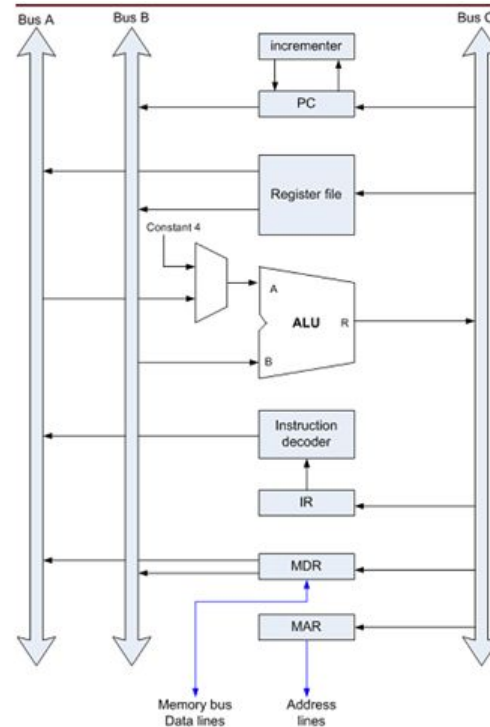 Bus A
Bus B
Bus C
incrementer
PC
Register file
Constant 4
A
ALU
R
B
Instruction
decoder
IR
MDR
MAR
Memory bus
Data lines
Address
lines